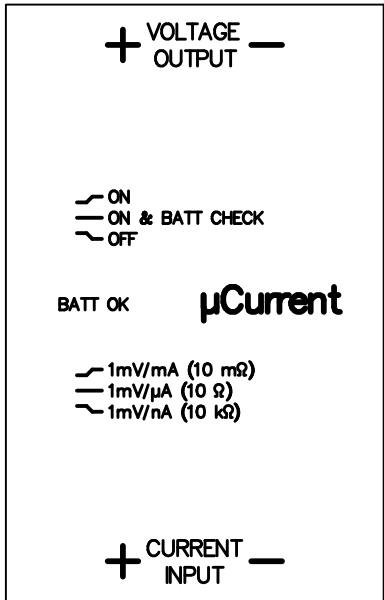 + VOLTAGE −
OUTPUT
ON
ON & BATT CHECK
OFF
BATT OK
µCurrent
1mV/mA (10 mΩ)
1mV/µA (10 Ω)
1mV/nA (10 kΩ)
+ CURRENT −
INPUT